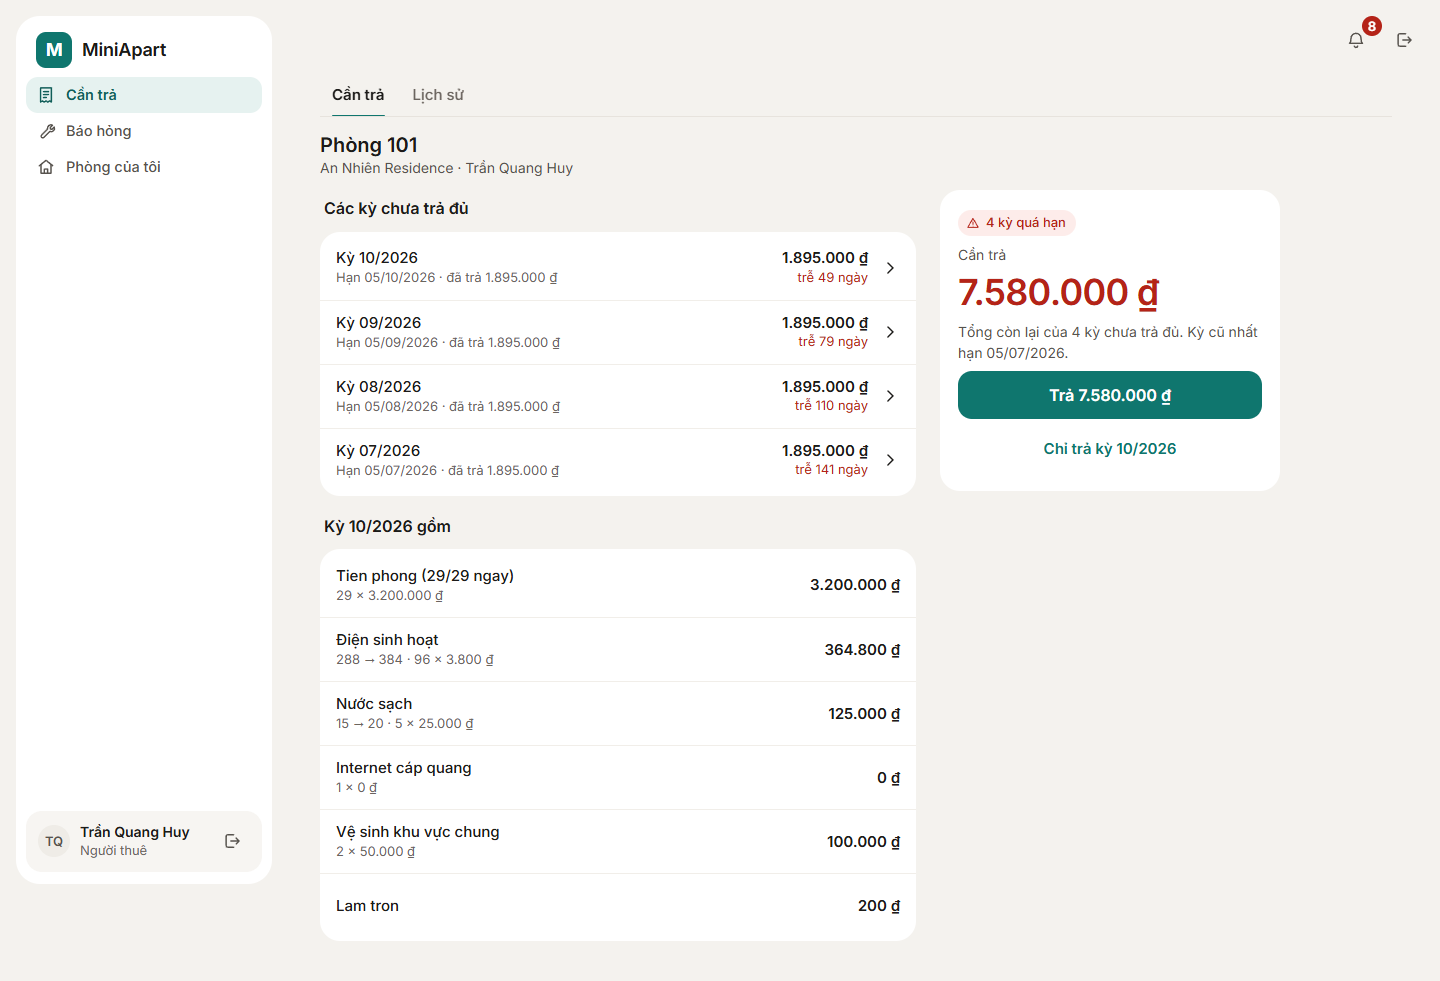 M MiniApart
Cần trả
Báo hỏng
Phòng của tôi
TQ
Trần Quang Huy
Người thuê
8
Cần trả Lịch sử
Phòng 101
An Nhiên Residence · Trần Quang Huy
Các kỳ chưa trả đủ
Kỳ 10/2026 1.895.000 ₫
Hạn 05/10/2026 · đã trả 1.895.000 ₫ trễ 49 ngày
Kỳ 09/2026 1.895.000 ₫
Hạn 05/09/2026 · đã trả 1.895.000 ₫ trễ 79 ngày
Kỳ 08/2026 1.895.000 ₫
Hạn 05/08/2026 · đã trả 1.895.000 ₫ trễ 110 ngày
Kỳ 07/2026 1.895.000 ₫
Hạn 05/07/2026 · đã trả 1.895.000 ₫ trễ 141 ngày
Kỳ 10/2026 gồm
Tien phong (29/29 ngay) 3.200.000 ₫
29 × 3.200.000 ₫
Điện sinh hoạt 364.800 ₫
288 → 384 · 96 × 3.800 ₫
Nước sạch 125.000 ₫
15 → 20 · 5 × 25.000 ₫
Internet cáp quang 0 ₫
1 × 0 ₫
Vệ sinh khu vực chung 100.000 ₫
2 × 50.000 ₫
Lam tron 200 ₫
4 kỳ quá hạn
Cần trả
7.580.000 ₫
Tổng còn lại của 4 kỳ chưa trả đủ. Kỳ cũ nhất
hạn 05/07/2026.
Trả 7.580.000 ₫
Chỉ trả kỳ 10/2026